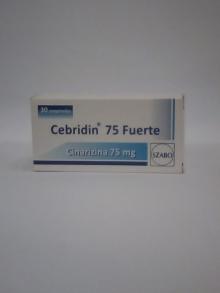 30 comprimidos
Cebridin® 75 Fuerte
Cinarizina 75 mg
SZABO